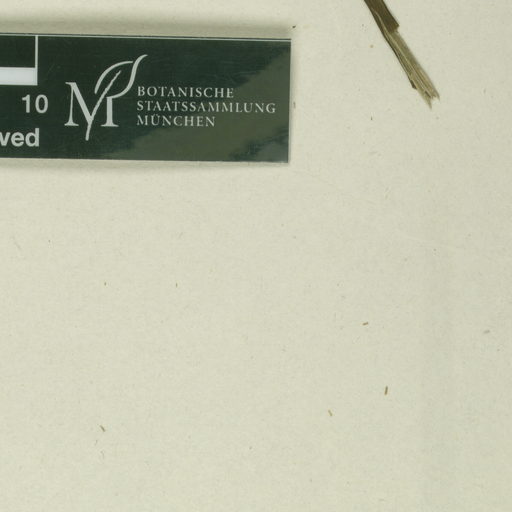 10
ved
M
BOTANISCHE
STAATSSAMMLUNG
MÜNCHEN